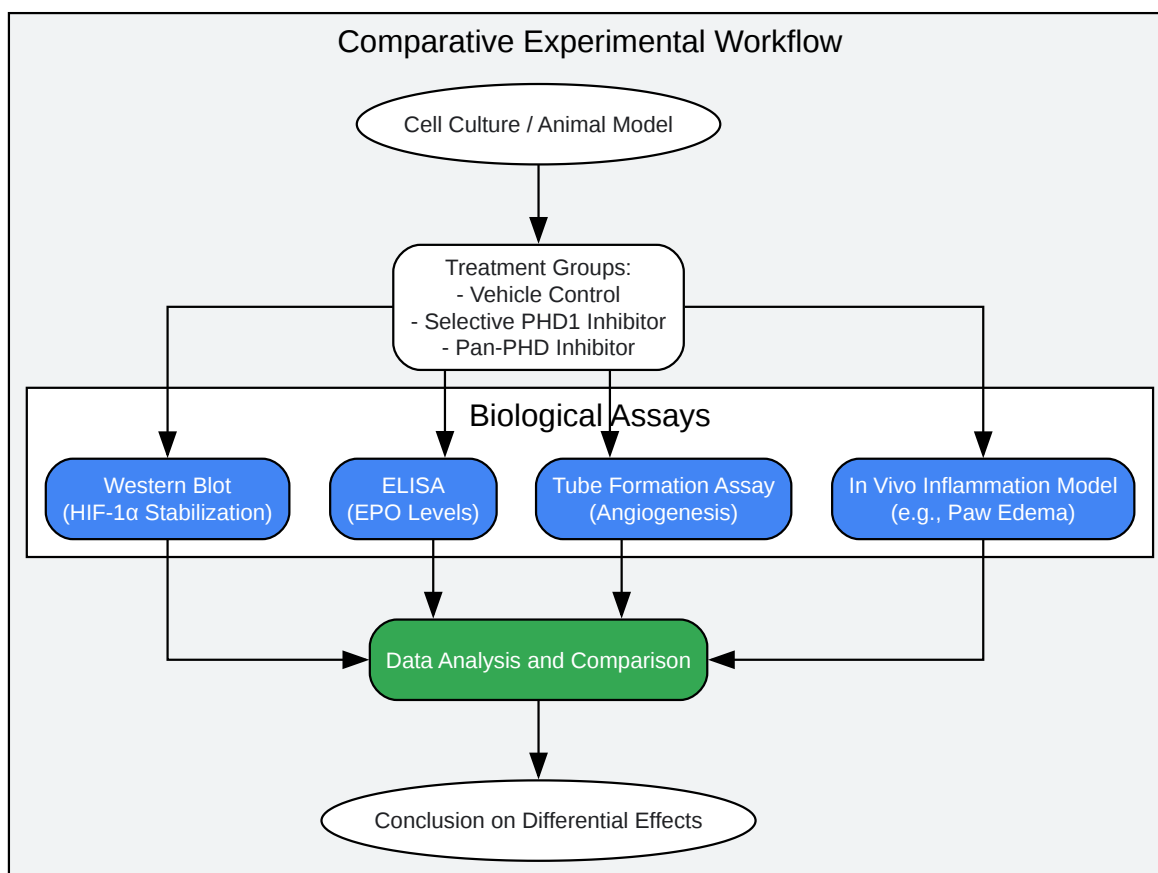 Comparative Experimental Workflow
Cell Culture / Animal Model
Treatment Groups:
- Vehicle Control
- Selective PHD1 Inhibitor
- Pan-PHD Inhibitor
Biological Assays
Western Blot
(HIF-1α Stabilization)
ELISA
(EPO Levels)
Tube Formation Assay
(Angiogenesis)
In Vivo Inflammation Model
(e.g., Paw Edema)
Data Analysis and Comparison
Conclusion on Differential Effects